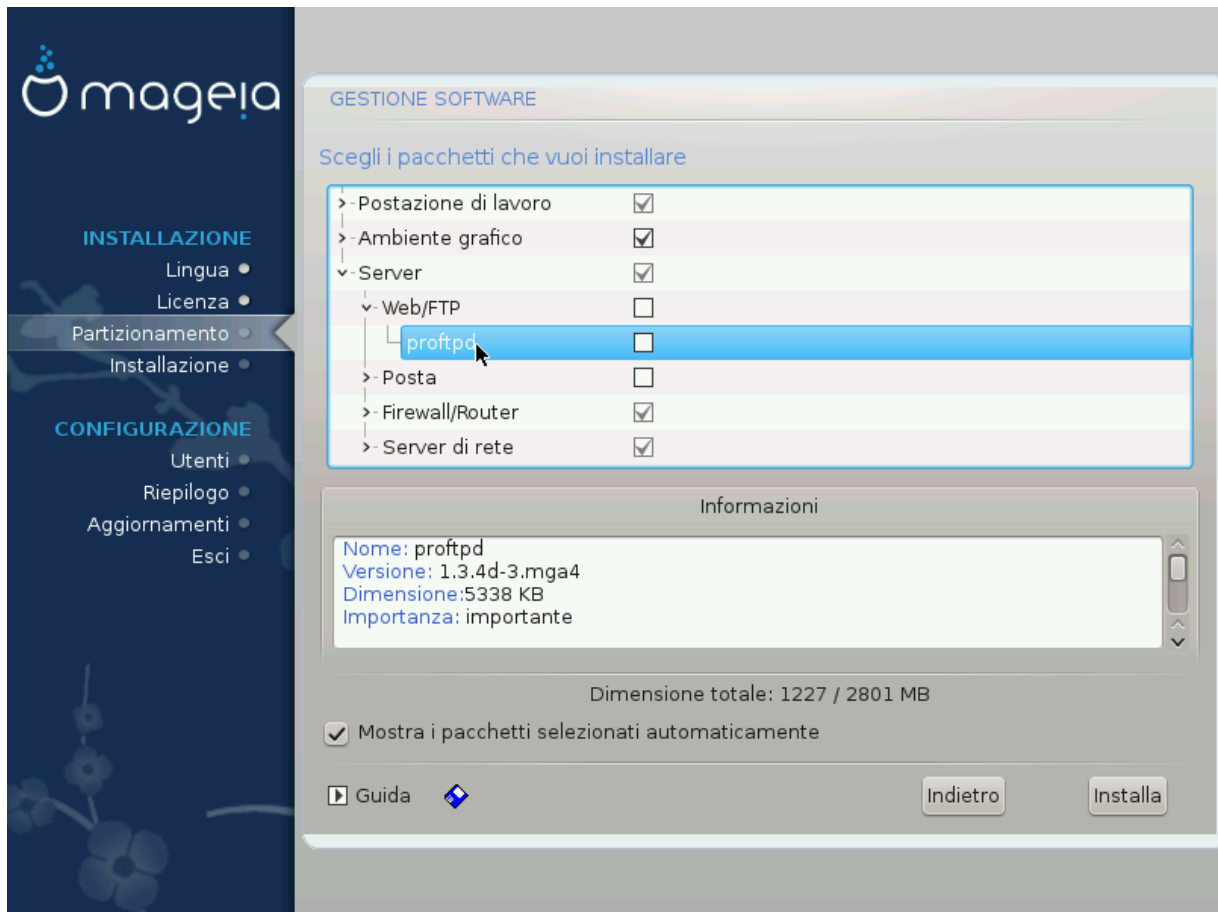 mageia
INSTALLAZIONE
Lingua
Licenza
Partizionamento
Installazione
CONFIGURAZIONE
Utenti
Riepilogo
Aggiornamenti
Esci
GESTIONE SOFTWARE
Scegli i pacchetti che vuoi installare
Postazione di lavoro
Ambiente grafico
Server
Web/FTP
proftpd
Posta
Firewall/Router
Server di rete
Informazioni
Nome: proftpd
Versione: 1.3.4d-3.mga4
Dimensione:5338 KB
Importanza: importante
Dimensione totale: 1227 / 2801 MB
Mostra i pacchetti selezionati automaticamente
Guida
Indietro
Installa